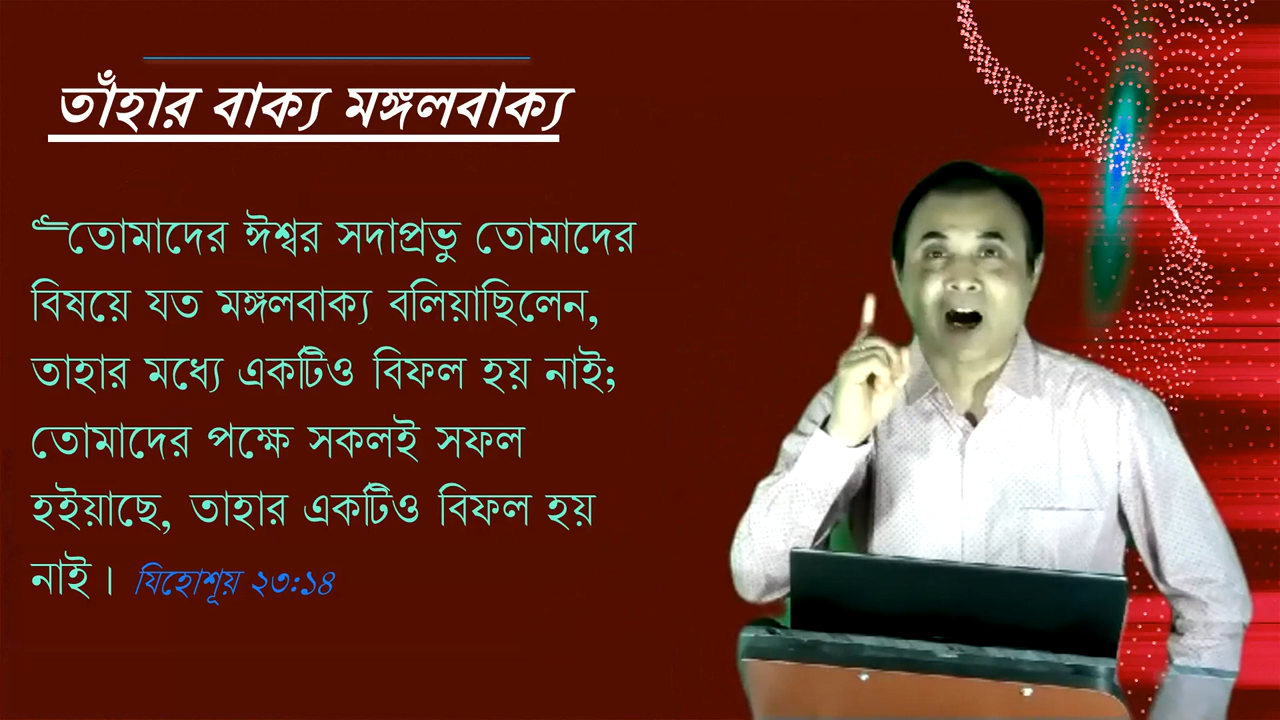 তাঁহার বাক্য মঙ্গলবাক্য
তোমাদের ঈশ্বর সদাপ্রভু তোমাদের
বিষয়ে যত মঙ্গলবাক্য বলিয়াছিলেন,
তাহার মধ্যে একটিও বিফল হয় নাই;
তোমাদের পক্ষে সকলই সফল
হইয়াছে, তাহার একটিও বিফল হয়
নাই। যিহোশূয় ২৩:১৪